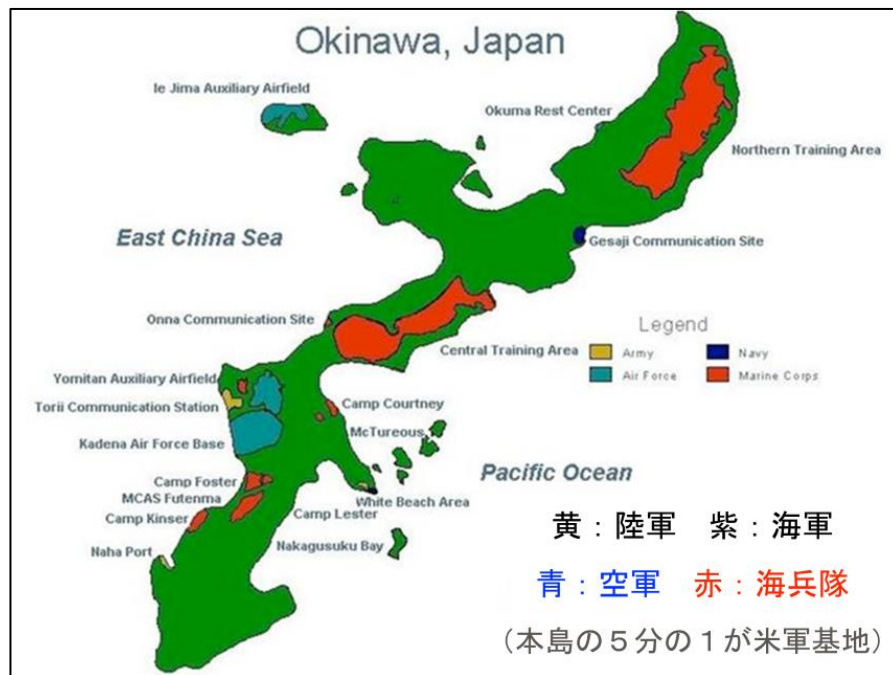 Okinawa, Japan
Ie Jima Auxiliary Airfield
Okuma Rest Center
Northern Training Area
East China Sea
Gesaji Communication Site
Onna Communication Site
Legend
Central Training Area
Army
Navy
Air Force
Marine Corps
Yomitan Auxiliary Airfield
Torii Communication Station
Camp Courtney
Kadena Air Force Base
McTureous
Pacific Ocean
Camp Foster
MCAS Futenma
White Beach Area
Camp Kinser
Camp Lester
Naha Port
Nakagusuku Bay
黄：陸軍　紫：海軍
青：空軍　赤：海兵隊
（本島の５分の１が米軍基地）